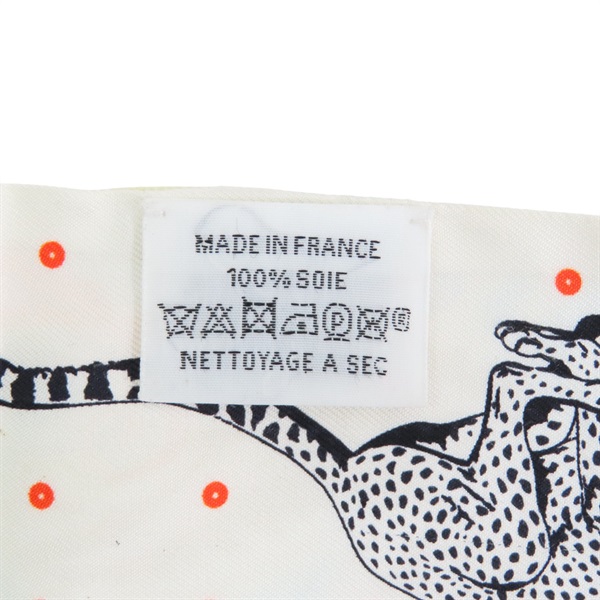 MADE IN FRANCE
100% SOIE
NETTOYAGE A SEC